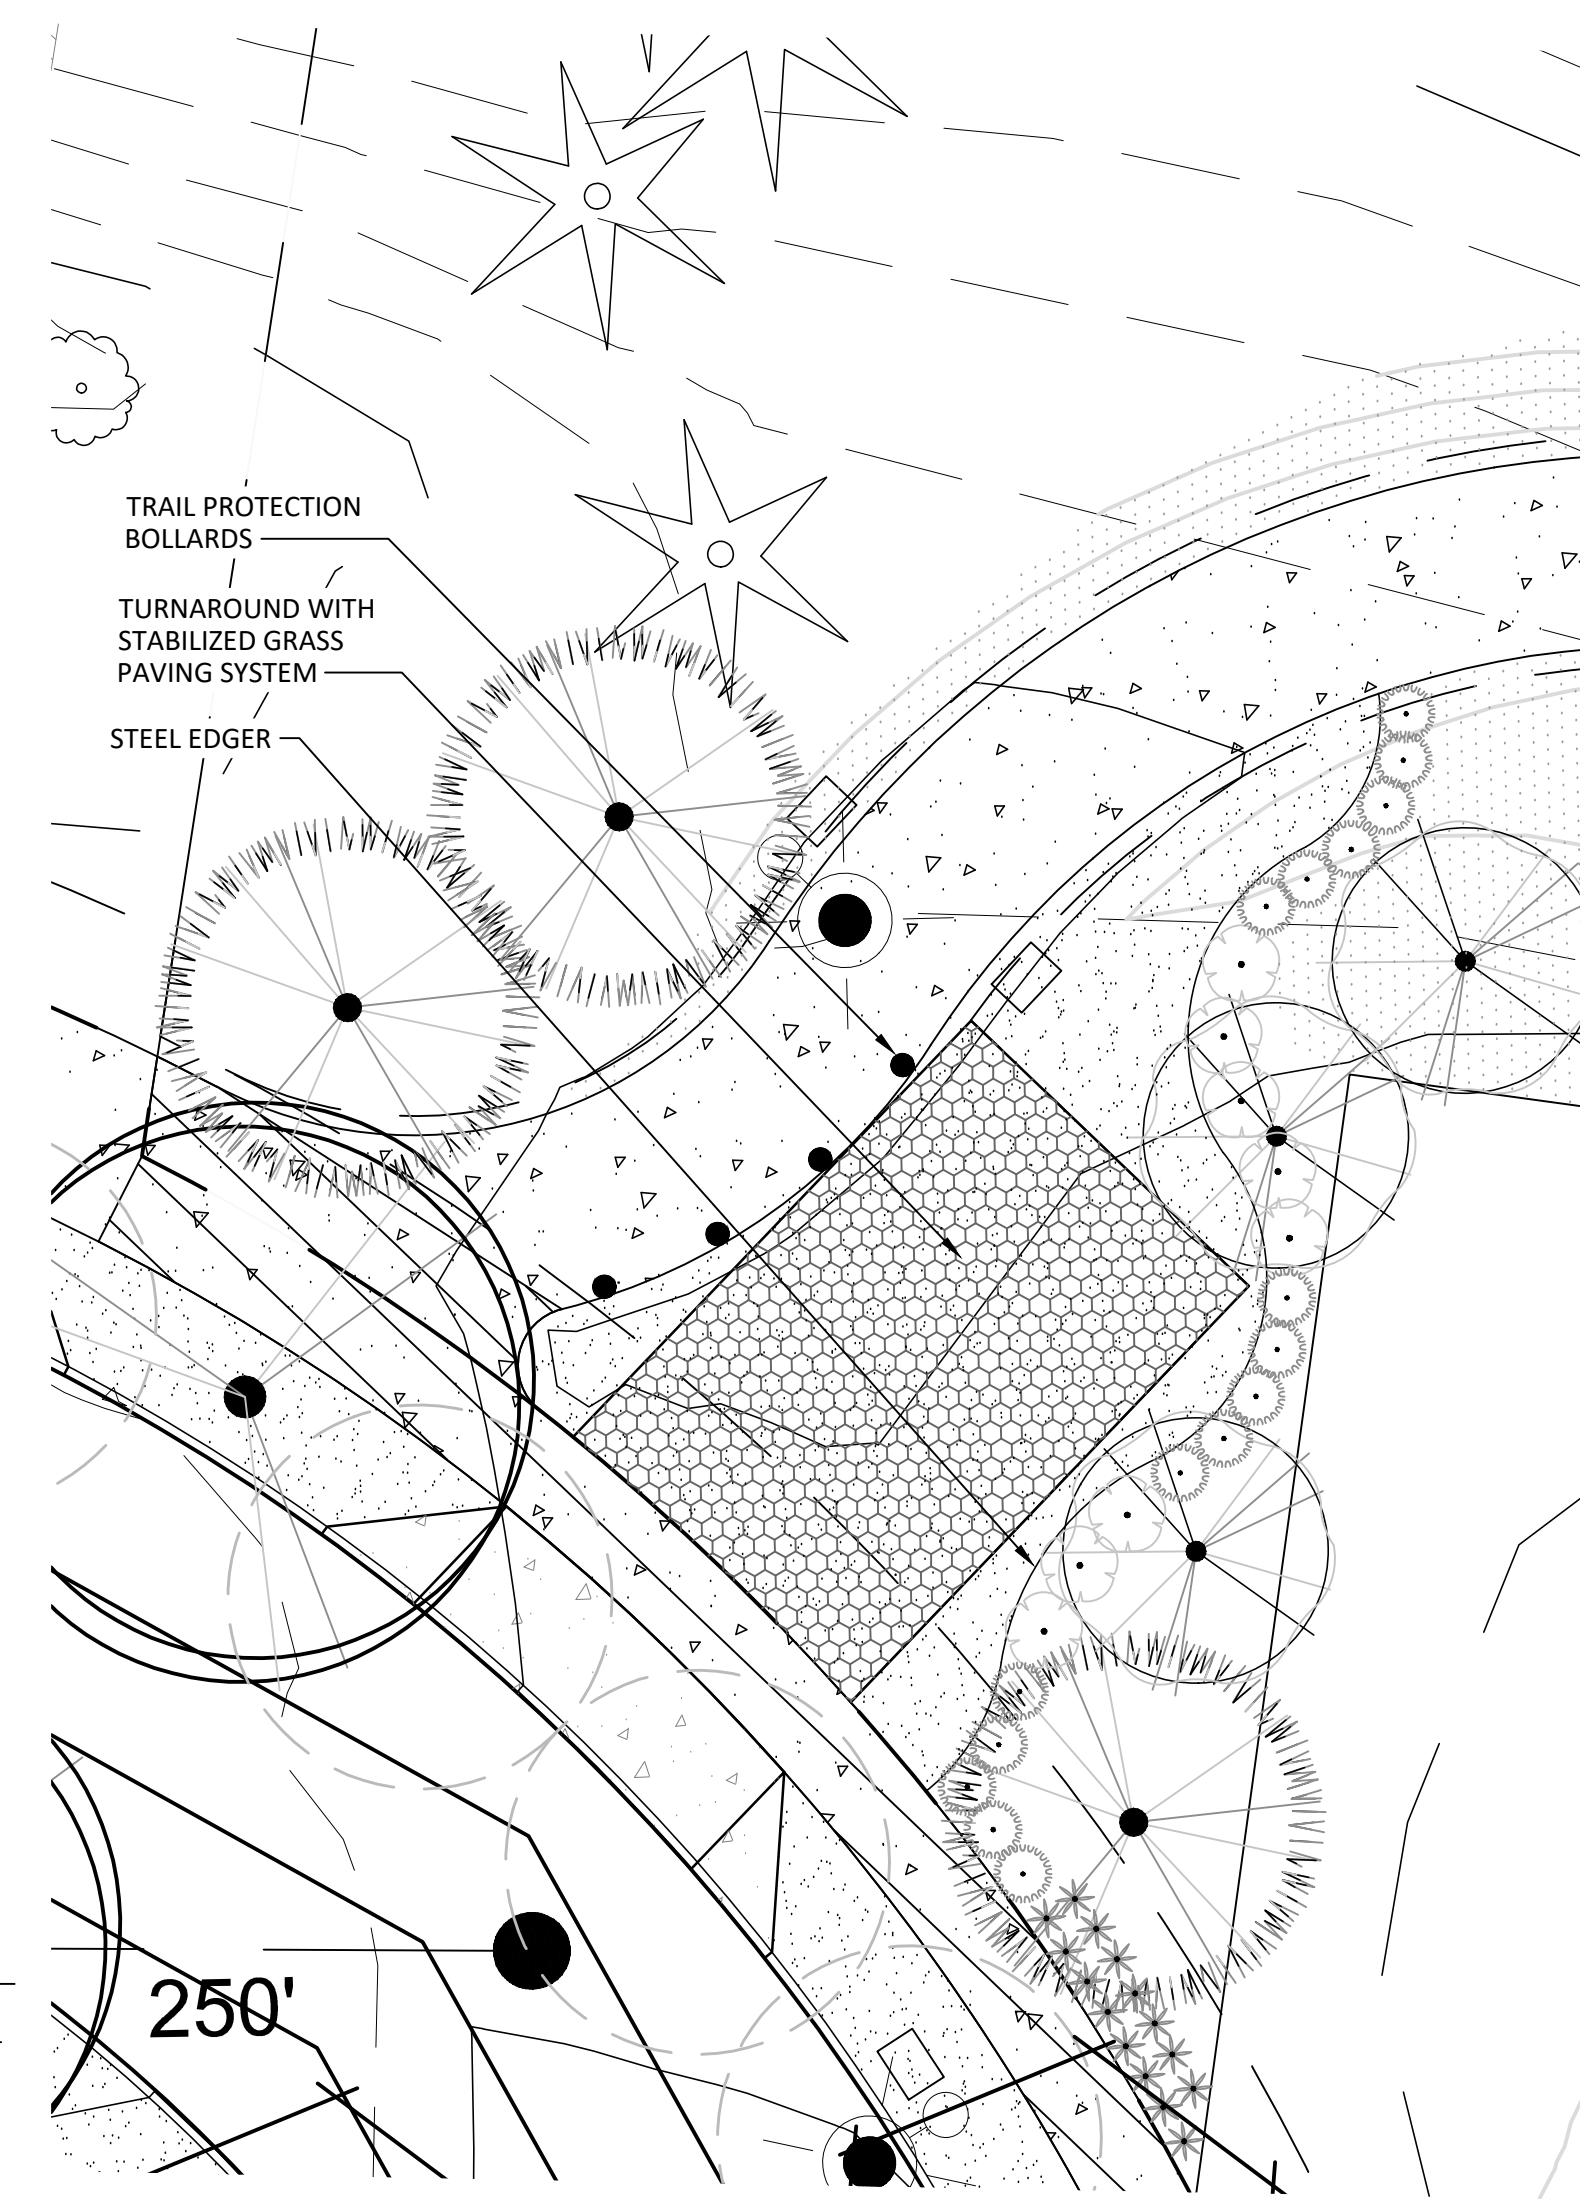 TRAIL PROTECTION
BOLLARDS
TURNAROUND WITH
STABILIZED GRASS
PAVING SYSTEM
STEEL EDGER
250'